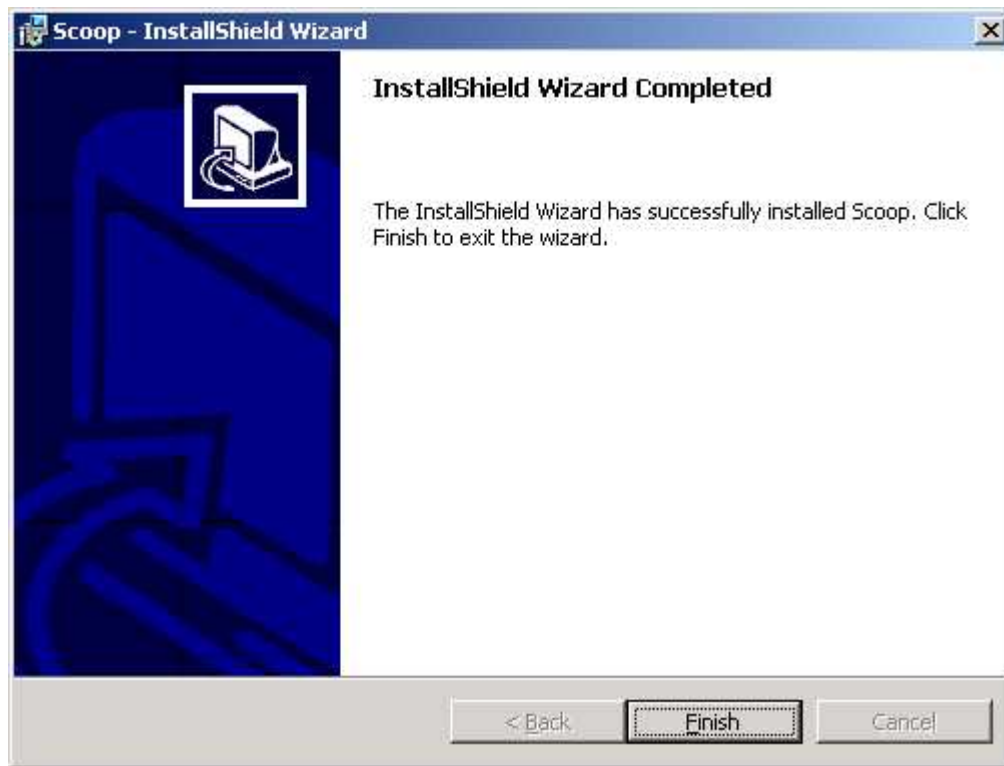 Scoop - InstallShield Wizard
InstallShield Wizard Completed
The InstallShield Wizard has successfully installed Scoop. Click
Finish to exit the wizard.
< Back
Finish
Cancel